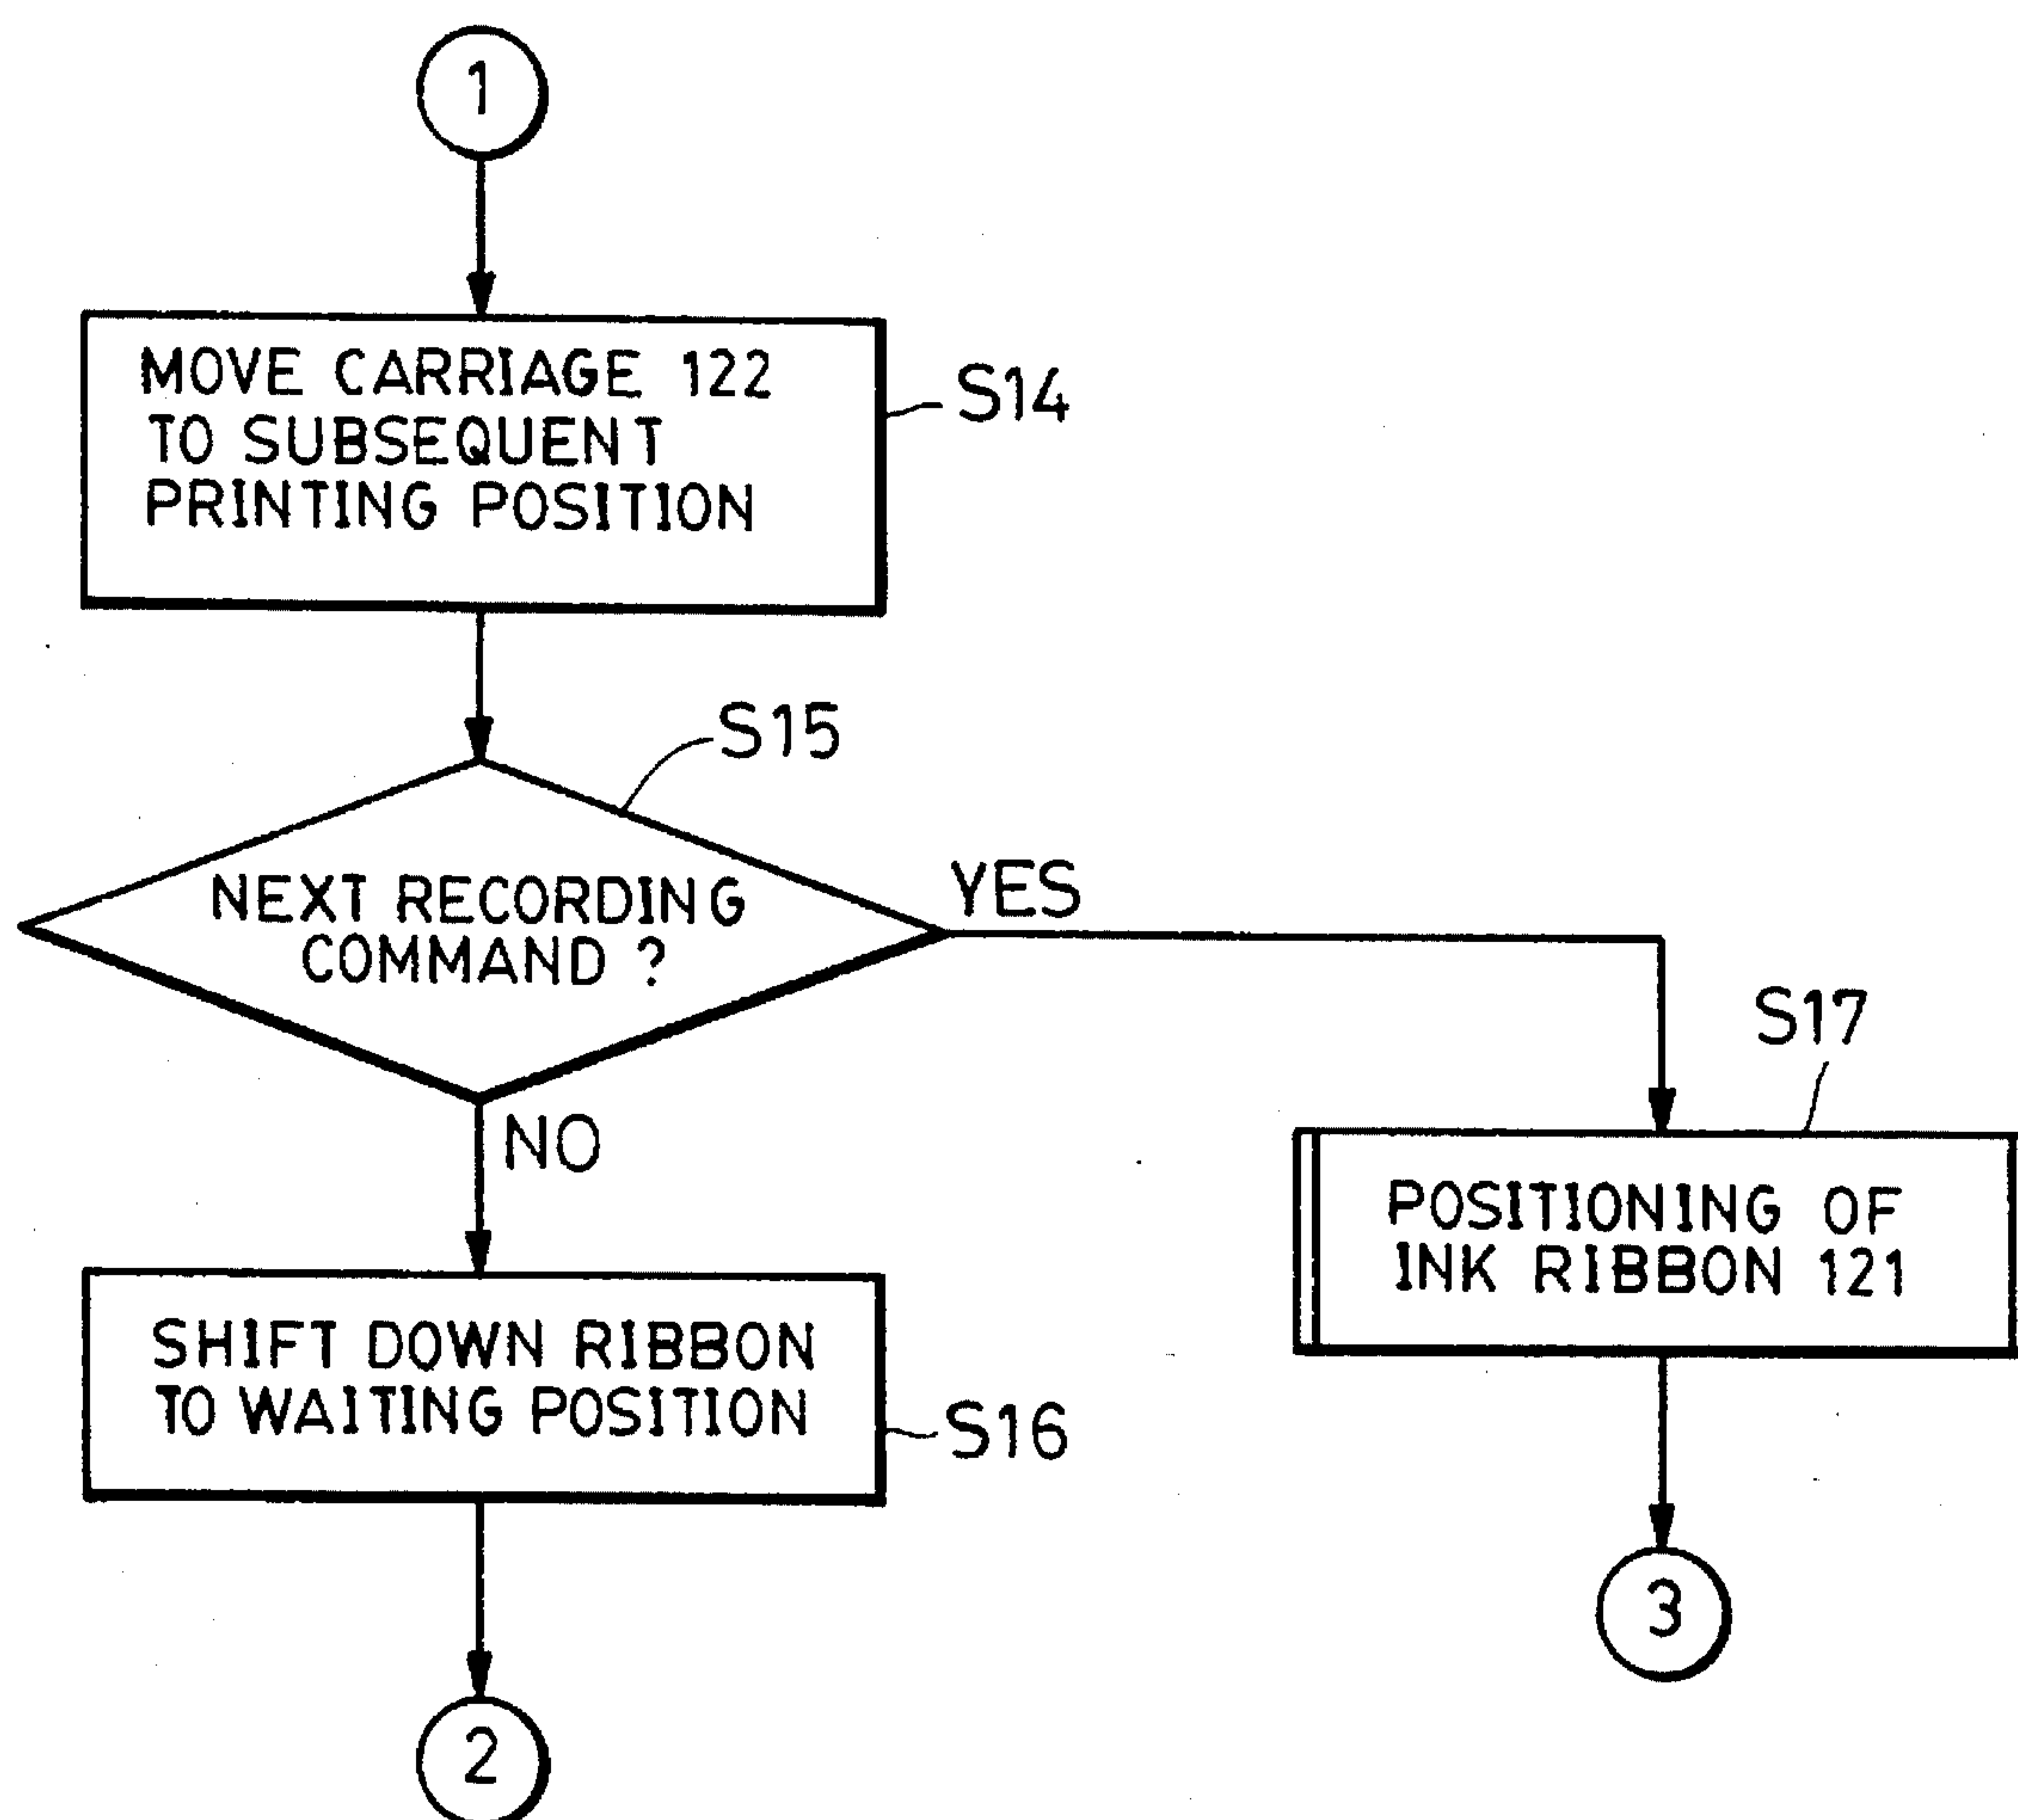 1
MOVE CARRIAGE 122
TO SUBSEQUENT
PRINTING POSITION
S14
S15
NEXT RECORDING
COMMAND ?
YES
NO
S17
POSITIONING OF
INK RIBBON 121
SHIFT DOWN RIBBON
TO WAITING POSITION
S16
3
2